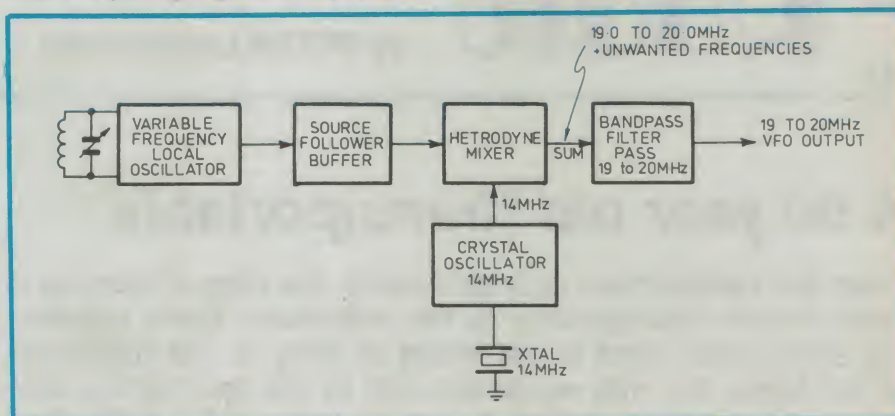 19·0 TO 20·0MHz
+UNWANTED FREQUENCIES
VARIABLE
FREQUENCY
LOCAL
OSCILLATOR
SOURCE
FOLLOWER
BUFFER
HETRODYNE
MIXER
SUM
BANDPASS
FILTER
PASS
19 to 20MHz
19 TO 20MHz
VFO OUTPUT
14MHz
CRYSTAL
OSCILLATOR
14MHz
XTAL
14MHz